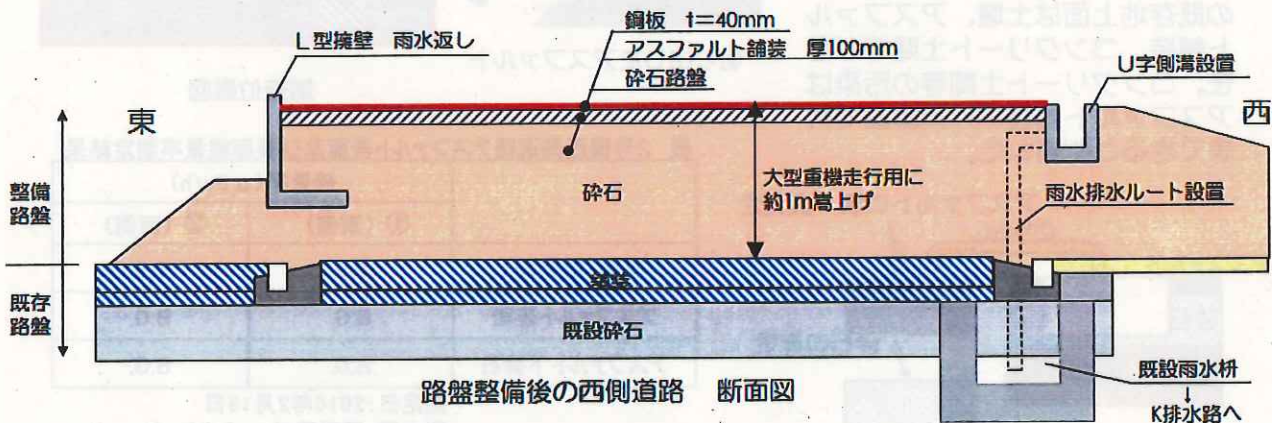 鋼板 t=40mm
L型擁壁 雨水返し
アスファルト舗装 厚100mm
砕石路盤
U字側溝設置
東
西
整備
路盤
砕石
大型重機走行用に
約1m嵩上げ
雨水排水ルート設置
舗装
既存
路盤
既設砕石
路盤整備後の西側道路 断面図
既設雨水枡
↓
K排水路へ